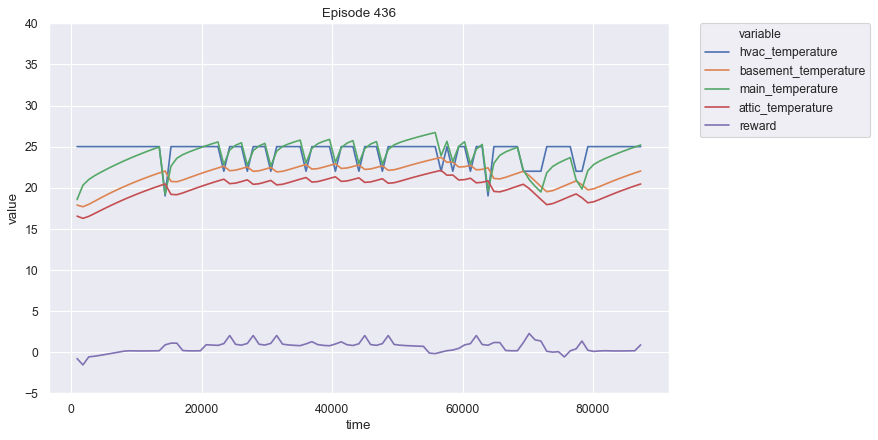 Episode 436
40
35
30
25
20
15
10
5
0
−5
value
0
20000
40000
60000
80000
time
variable
hvac_temperature
basement_temperature
main_temperature
attic_temperature
reward